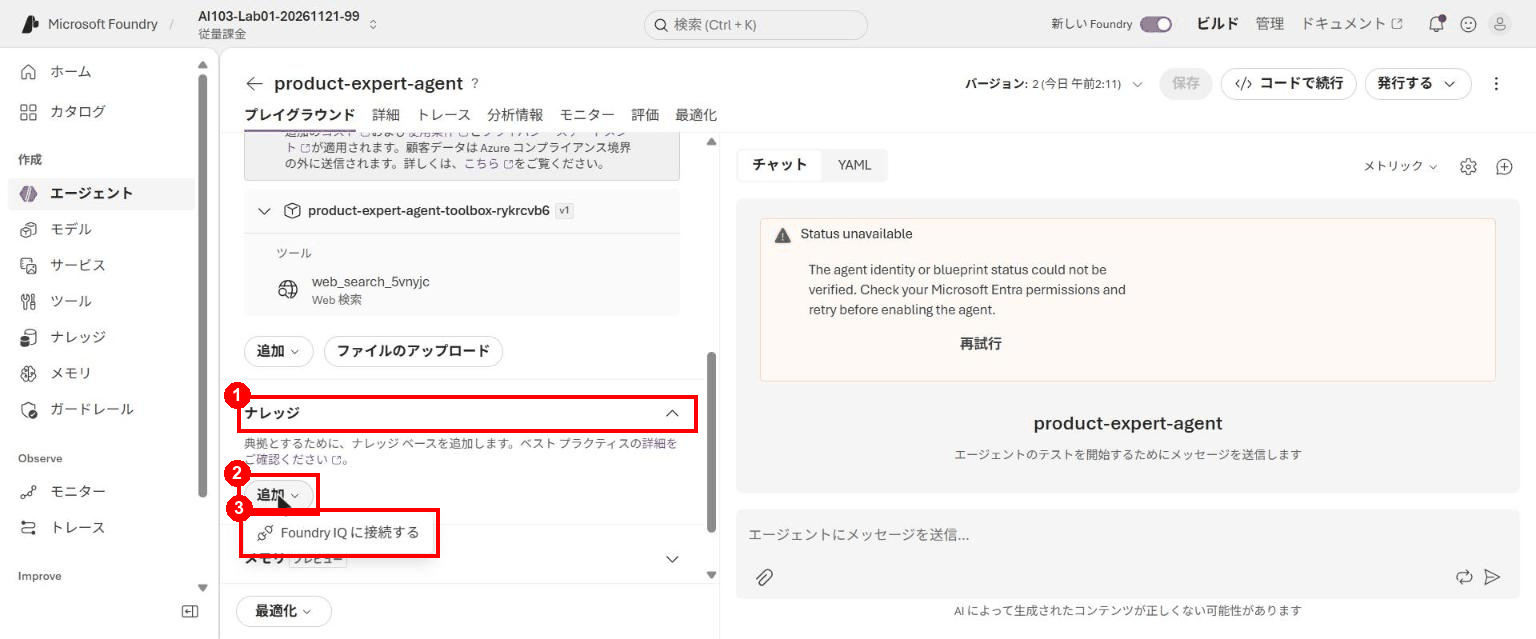 Microsoft Foundry
/
AI103-Lab01-20261121-99
従量課金
検索 (Ctrl + K)
新しい Foundry
ビルド
管理
ドキュメント
ホーム
カタログ
作成
エージェント
モデル
サービス
ツール
ナレッジ
メモリ
ガードレール
Observe
モニター
トレース
Improve
product-expert-agent ?
バージョン: 2 (今日 午前2:11)
保存
コードで続行
発行する
プレイグラウンド
詳細
トレース
分析情報
モニター
評価
最適化
トが適用されます。顧客データは Azure コンプライアンス境界
の外に送信されます。詳しくは、こちら をご覧ください。
product-expert-agent-toolbox-rykrcvb6 v1
ツール
web_search_5vnyjc
Web 検索
追加
ファイルのアップロード
1
ナレッジ
典拠とするために、ナレッジ ベースを追加します。ベスト プラクティスの詳細を
ご確認ください。
2
追加
3
Foundry IQ に接続する
メモリ プレビュー
最適化
チャット
YAML
メトリック
Status unavailable
The agent identity or blueprint status could not be
verified. Check your Microsoft Entra permissions and
retry before enabling the agent.
再試行
product-expert-agent
エージェントのテストを開始するためにメッセージを送信します
エージェントにメッセージを送信...
AI によって生成されたコンテンツが正しくない可能性があります